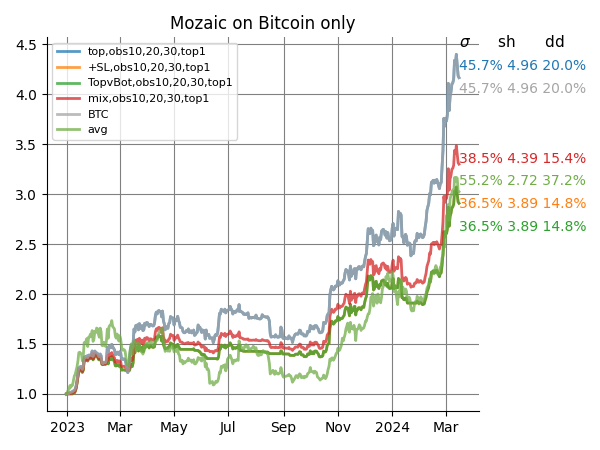 Mozaic on Bitcoin only
σ sh dd
4.5
4.0
3.5
3.0
2.5
2.0
1.5
1.0
top,obs10,20,30,top1
+SL,obs10,20,30,top1
TopvBot,obs10,20,30,top1
mix,obs10,20,30,top1
BTC
avg
45.7% 4.96 20.0%
45.7% 4.96 20.0%
38.5% 4.39 15.4%
55.2% 2.72 37.2%
36.5% 3.89 14.8%
36.5% 3.89 14.8%
2023 Mar May Jul Sep Nov 2024 Mar